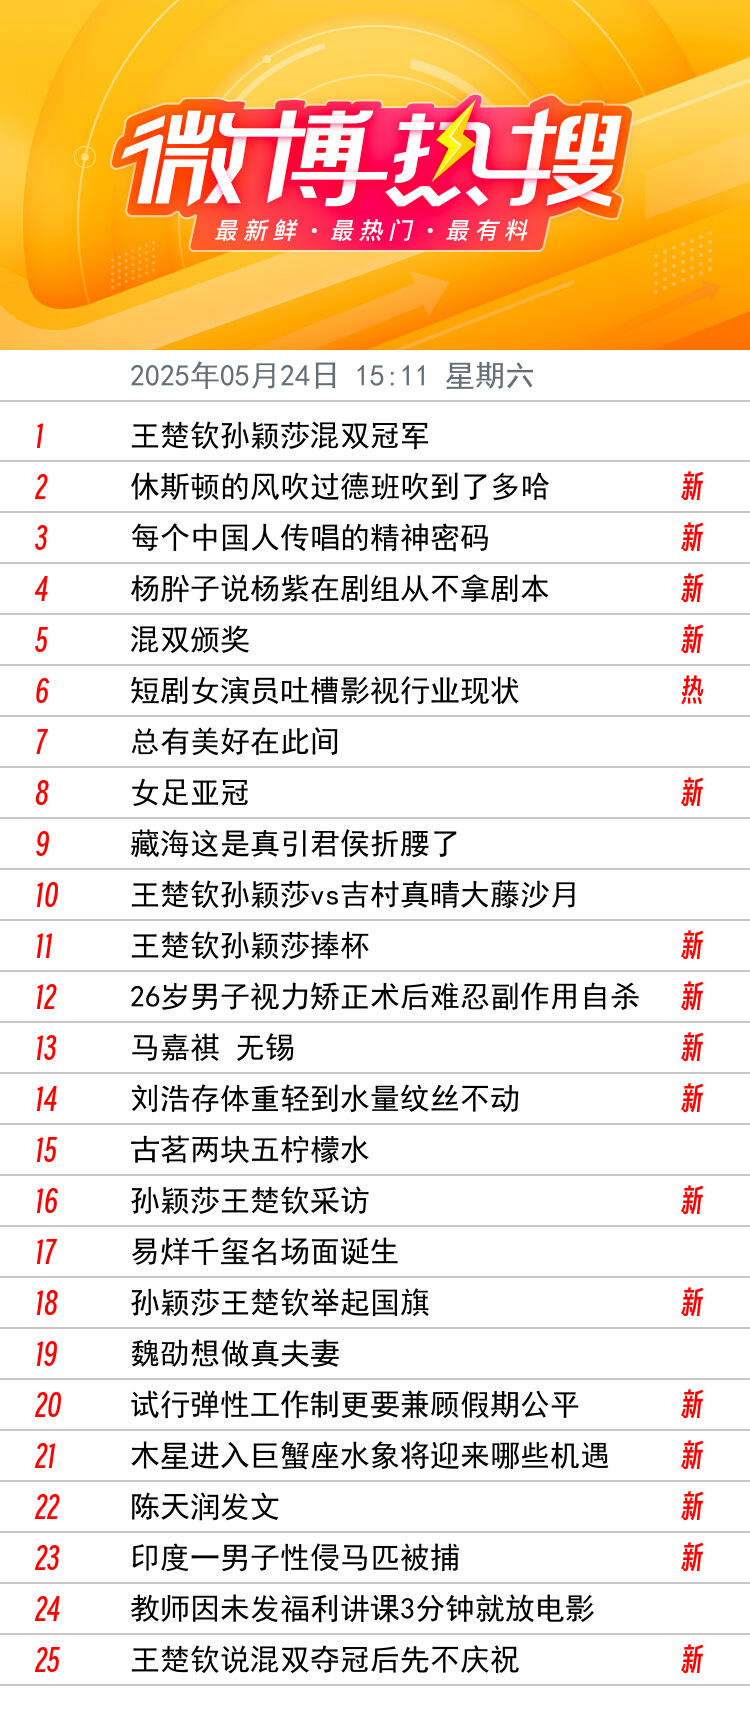 微博热搜
最新鲜·最热门·最有料
2025年05月24日 15:11 星期六
1 王楚钦孙颖莎混双冠军
2 休斯顿的风吹过德班吹到了多哈 新
3 每个中国人传唱的精神密码 新
4 杨肸子说杨紫在剧组从不拿剧本 新
5 混双颁奖 新
6 短剧女演员吐槽影视行业现状 热
7 总有美好在此间
8 女足亚冠 新
9 藏海这是真引君侯折腰了
10 王楚钦孙颖莎vs吉村真晴大藤沙月
11 王楚钦孙颖莎捧杯 新
12 26岁男子视力矫正术后难忍副作用自杀 新
13 马嘉祺 无锡 新
14 刘浩存体重轻到水量纹丝不动 新
15 古茗两块五柠檬水
16 孙颖莎王楚钦采访 新
17 易烊千玺名场面诞生
18 孙颖莎王楚钦举起国旗 新
19 魏劭想做真夫妻
20 试行弹性工作制更要兼顾假期公平 新
21 木星进入巨蟹座水象将迎来哪些机遇 新
22 陈天润发文 新
23 印度一男子性侵马匹被捕 新
24 教师因未发福利讲课3分钟就放电影
25 王楚钦说混双夺冠后先不庆祝 新